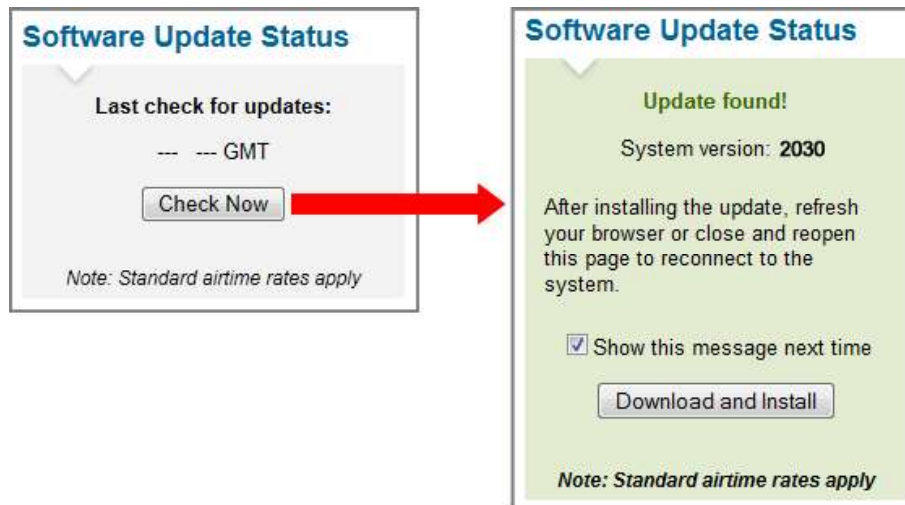 Software Update Status
Last check for updates:
--- --- GMT
Check Now
Note: Standard airtime rates apply
Software Update Status
Update found!
System version: 2030
After installing the update, refresh
your browser or close and reopen
this page to reconnect to the
system.
Show this message next time
Download and Install
Note: Standard airtime rates apply